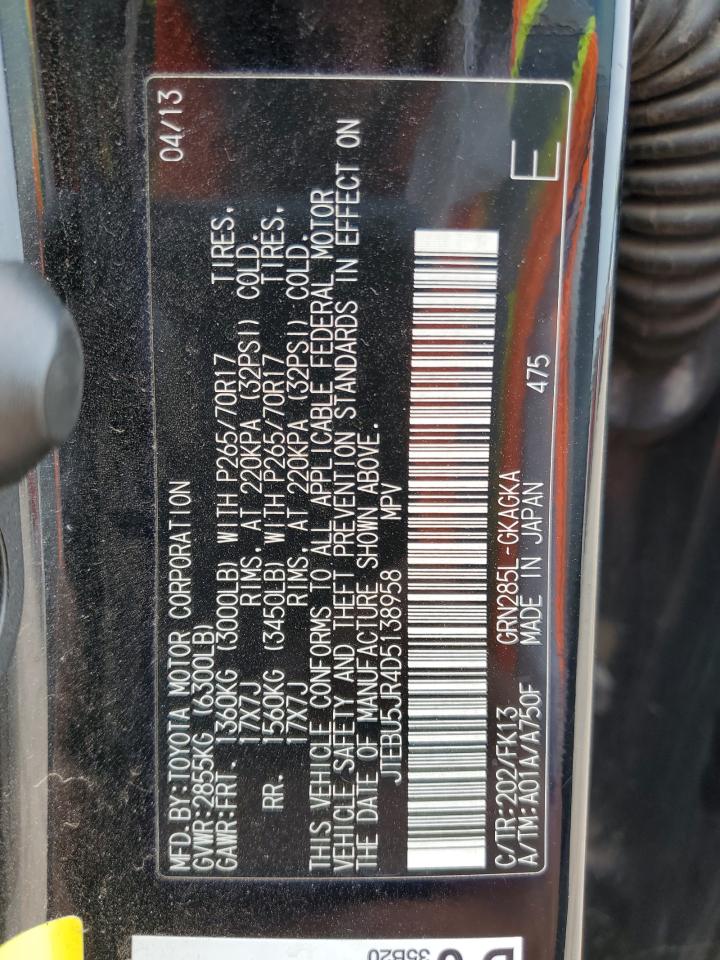 MFD.BY:TOYOTA MOTOR CORPORATION 04/13
GVWR:2855KG (6300LB)
GAWR:FRT. 1360KG (3000LB) WITH P265/70R17 TIRES,
17X7J RIMS, AT 220KPA (32PSI) COLD.
RR. 1560KG (3450LB) WITH P265/70R17 TIRES,
17X7J RIMS, AT 220KPA (32PSI) COLD.
THIS VEHICLE CONFORMS TO ALL APPLICABLE FEDERAL MOTOR
VEHICLE SAFETY AND THEFT PREVENTION STANDARDS IN EFFECT ON
THE DATE OF MANUFACTURE SHOWN ABOVE.
JTEBU5JR4D5138958 MPV
C/TR:202/FK13 GRN285L-GKAGKA
A/TM:A01A/A750F MADE IN JAPAN 475 E
35B20